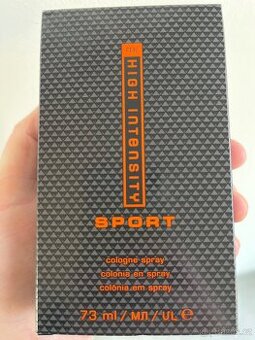 HIGH INTENSITY
SPORT
cologne spray
colonia en spray
colônia em spray
73 ml / МЛ / UL ℮